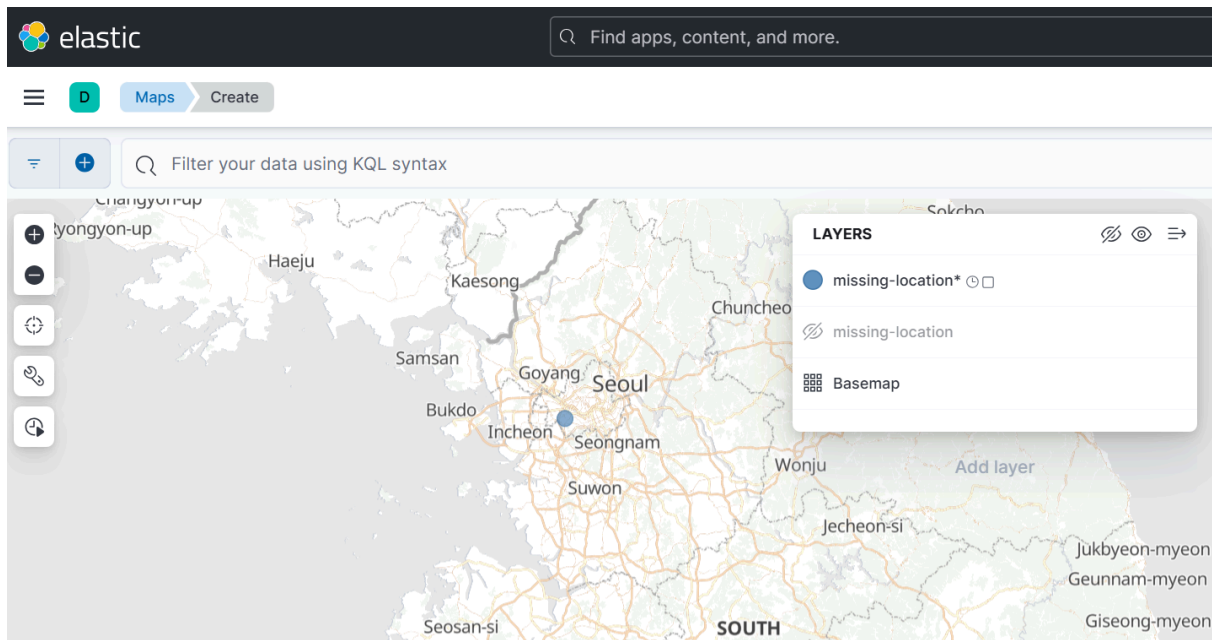 elastic
Find apps, content, and more.
D
Maps
Create
Filter your data using KQL syntax
Changyon-up
Ryongyon-up
Sokcho
LAYERS
Haeju
Kaesong
missing-location*
Chuncheo
missing-location
Samsan
Goyang
Seoul
Basemap
Bukdo
Incheon
Seongnam
Wonju
Add layer
Suwon
Jecheon-si
Jukbyeon-myeon
Geunnam-myeon
Giseong-myeon
Seosan-si
SOUTH